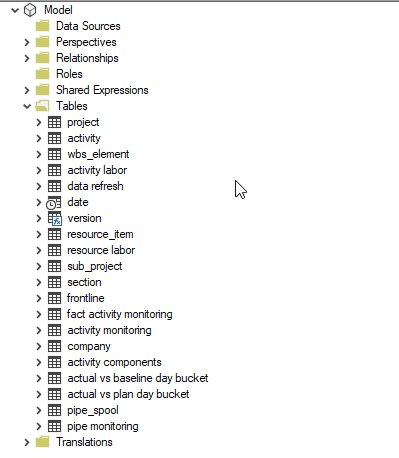 Model
Data Sources
Perspectives
Relationships
Roles
Shared Expressions
Tables
project
activity
wbs_element
activity labor
data refresh
date
version
resource_item
resource labor
sub_project
section
frontline
fact activity monitoring
activity monitoring
company
activity components
actual vs baseline day bucket
actual vs plan day bucket
pipe_spool
pipe monitoring
Translations